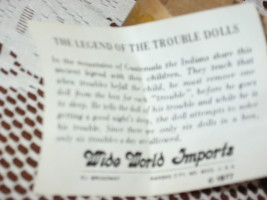 THE LEGEND OF THE TROUBLE DOLLS
In the mountains of Guatemala the Indians share this
ancient legend with their children. They teach that
when troubles befall the child, he must remove one
doll from the box for each "trouble", before he goes
to sleep. He tells the doll of his trouble and while he is
getting a good night's sleep, the doll attempts to solve
his trouble. Since there are only six dolls in a box,
only six troubles a day are allowed.
Wide World Imports
© 1977